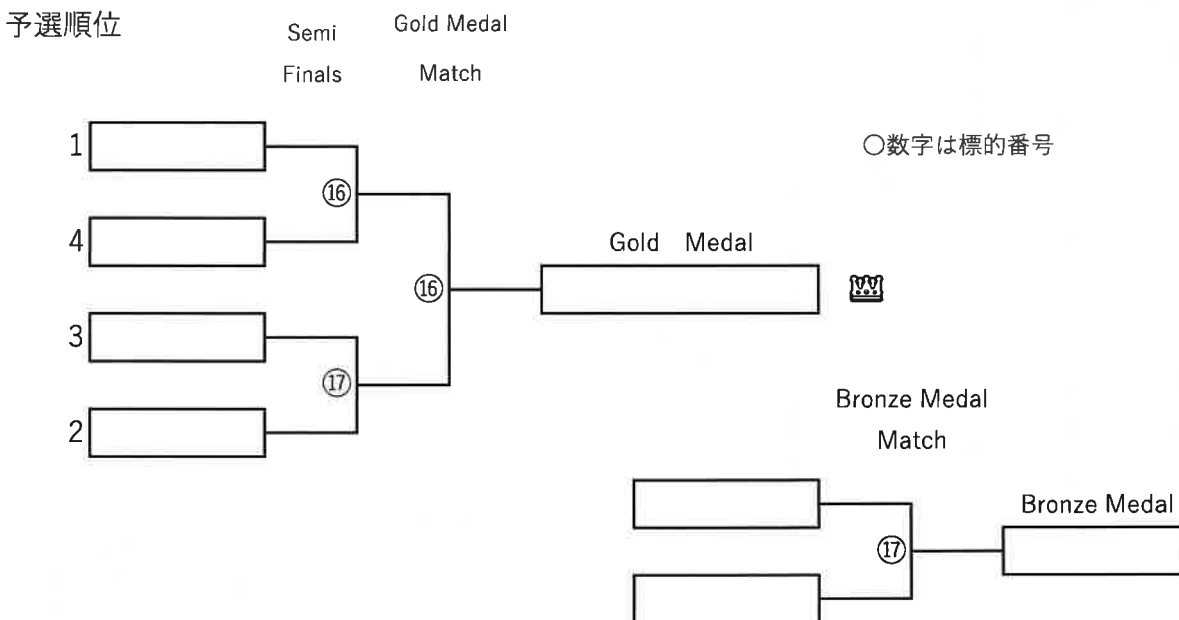 予選順位
Semi
Finals
Gold Medal
Match
○数字は標的番号
1
⑯
4
⑯
Gold Medal
3
⑰
2
Bronze Medal
Match
⑰
Bronze Medal